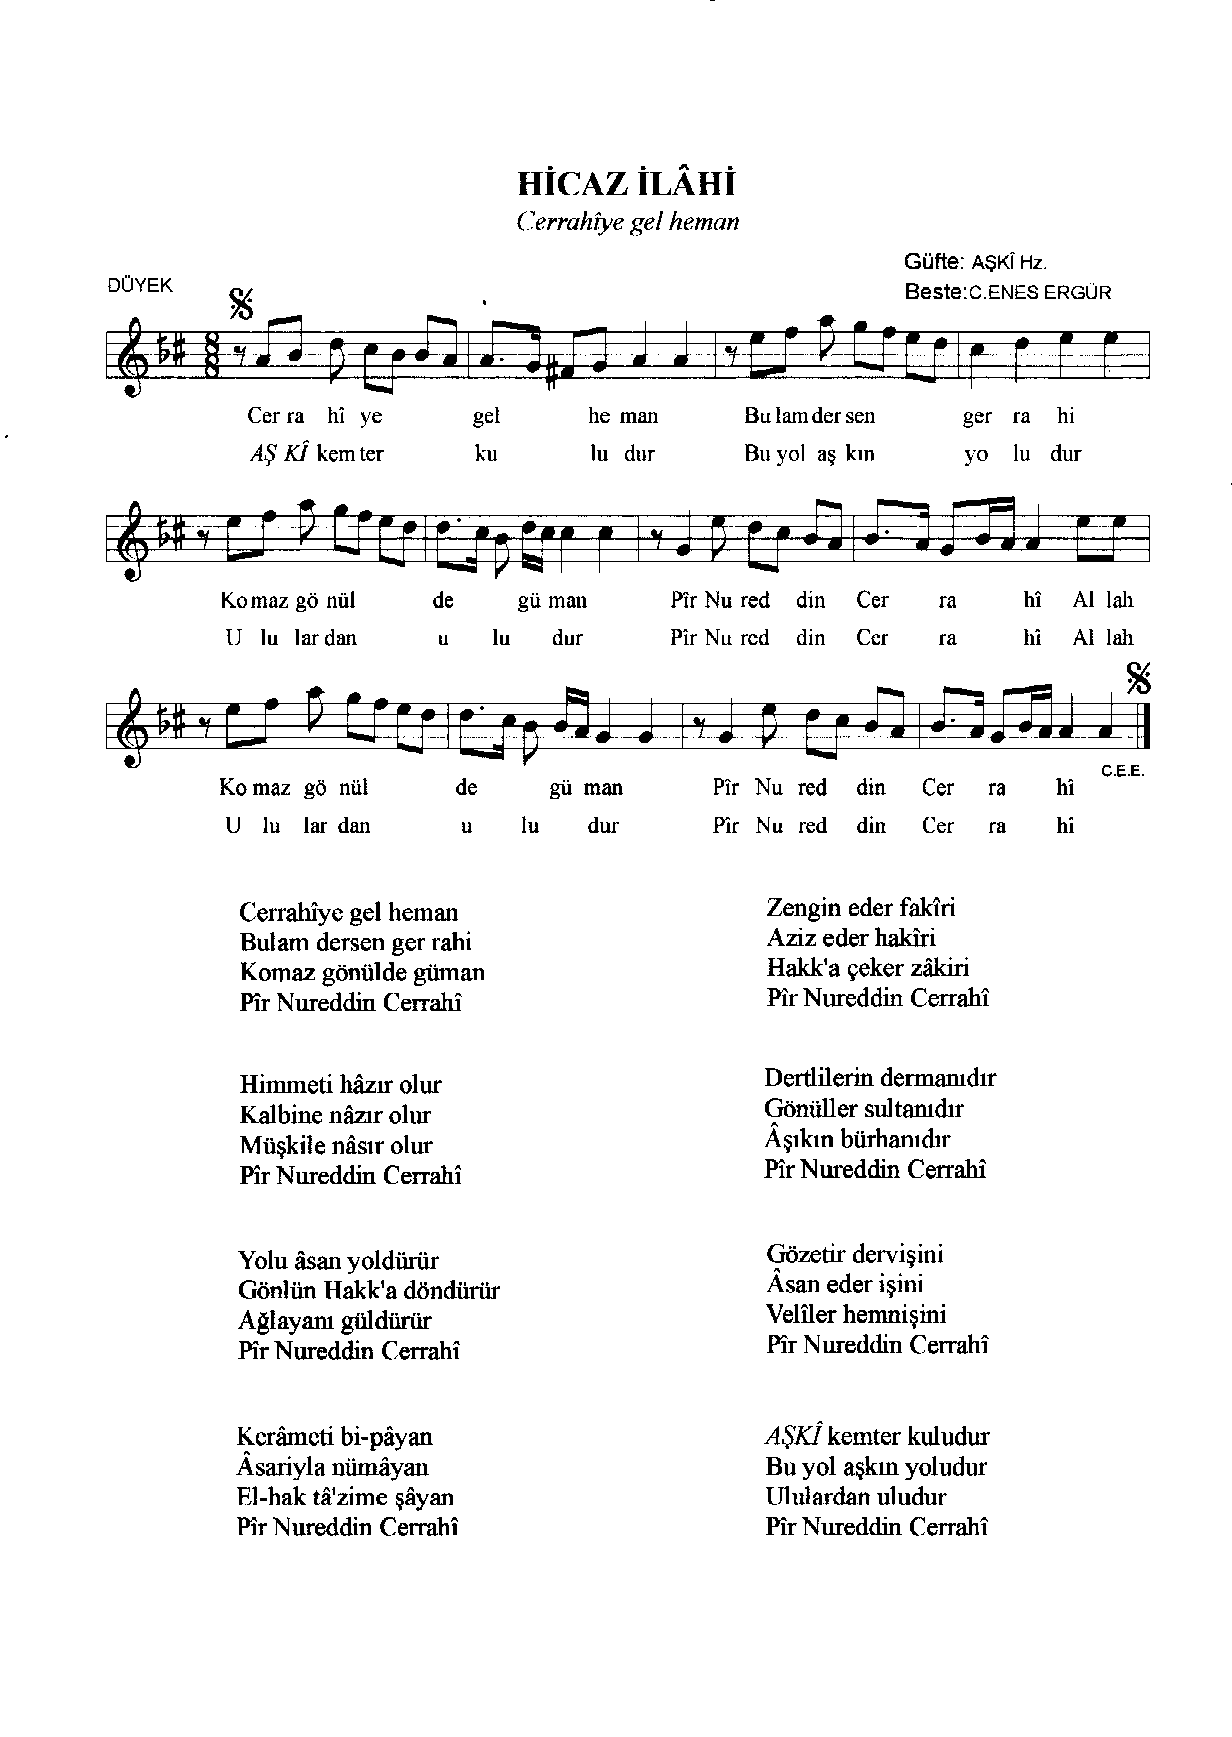 HİCAZ İLÂHİ
Cerrahîye gel heman
Güfte: AŞKÎ Hz.
DÜYEK
Beste:C.ENES ERGÜR
Cer ra hî ye gel he man Bu lam der sen ger ra hi
AŞ KÎ kem ter ku lu dur Bu yol aş kın yo lu dur
Ko maz gö nül de gü man Pîr Nu red din Cer ra hî Al lah
U lu lar dan u lu dur Pîr Nu red din Cer ra hî Al lah
C.E.E.
Ko maz gö nül de gü man Pîr Nu red din Cer ra hî
U lu lar dan u lu dur Pîr Nu red din Cer ra hi
Cerrahîye gel heman
Bulam dersen ger rahi
Komaz gönülde güman
Pîr Nureddin Cerrahî
Himmeti hâzır olur
Kalbine nâzır olur
Müşkile nâsır olur
Pîr Nureddin Cerrahî
Yolu âsan yoldürür
Gönlün Hakk'a döndürür
Ağlayanı güldürür
Pîr Nureddin Cerrahî
Kerâmeti bi-pâyan
Âsariyla nümâyan
El-hak tâ'zime şâyan
Pîr Nureddin Cerrahî
Zengin eder fakîri
Aziz eder hakîri
Hakk'a çeker zâkiri
Pîr Nureddin Cerrahî
Dertlilerin dermanıdır
Gönüller sultanıdır
Âşıkın bürhanıdır
Pîr Nureddin Cerrahî
Gözetir dervişini
Âsan eder işini
Velîler hemnişini
Pîr Nureddin Cerrahî
AŞKÎ kemter kuludur
Bu yol aşkın yoludur
Ululardan uludur
Pîr Nureddin Cerrahî